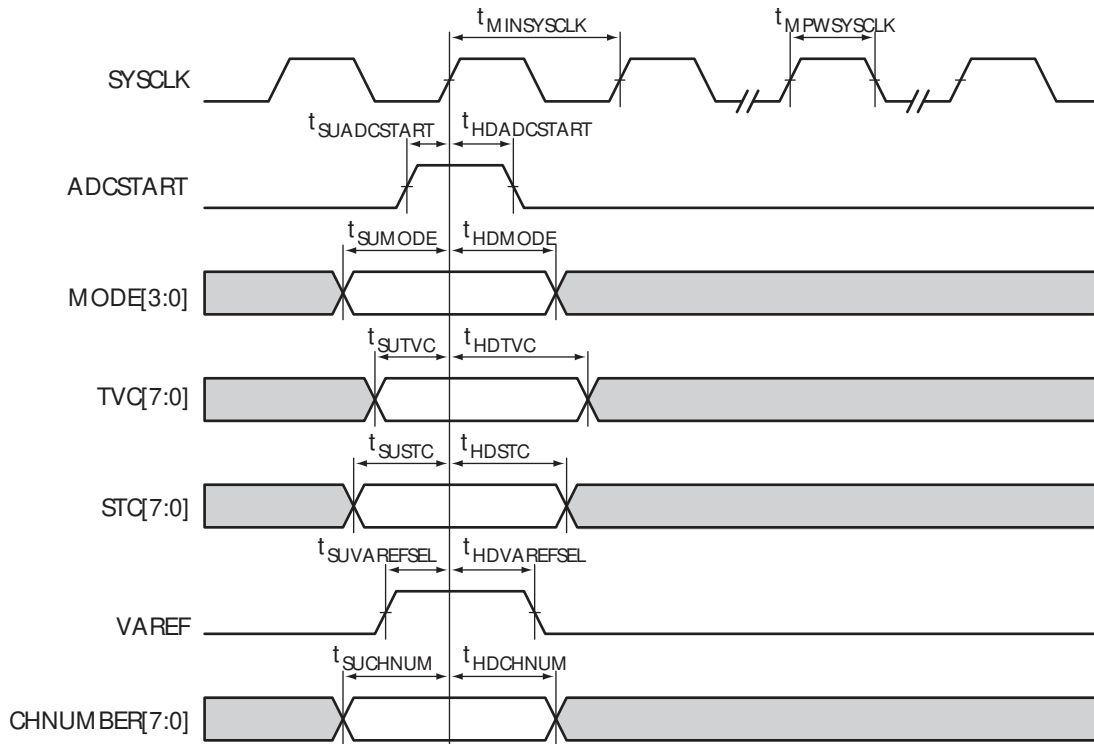 tMINSYSCLK tMPWSYSCLK
SYSCLK
tSUADCSTART tHDADCSTART
ADCSTART
tSUMODE tHDMODE
MODE[3:0]
tSUTVC tHDTVC
TVC[7:0]
tSUSTC tHDSTC
STC[7:0]
tSUVAREFSEL tHDVAREFSEL
VAREF
tSUCHNUM tHDCHNUM
CHNUMBER[7:0]